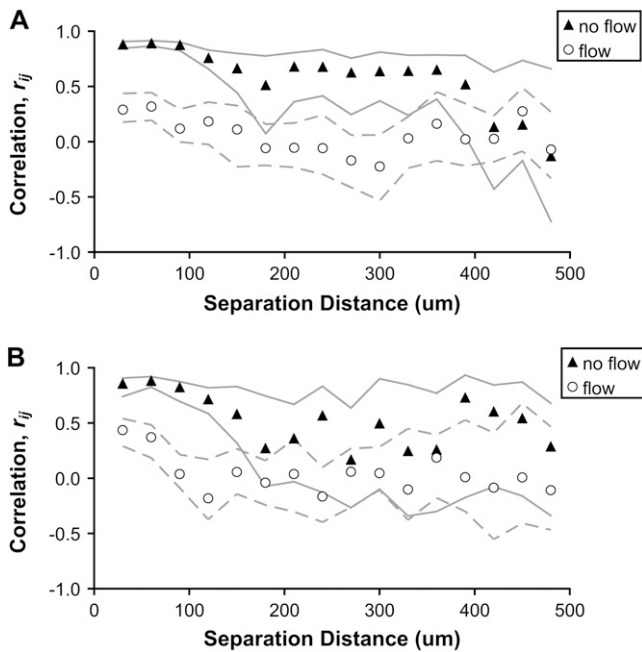 A
▲ no flow
○ flow
1.0
0.5
0.0
-0.5
-1.0
Correlation, rij
0 100 200 300 400 500
Separation Distance (um)
B
▲ no flow
○ flow
1.0
0.5
0.0
-0.5
-1.0
Correlation, rij
0 100 200 300 400 500
Separation Distance (um)